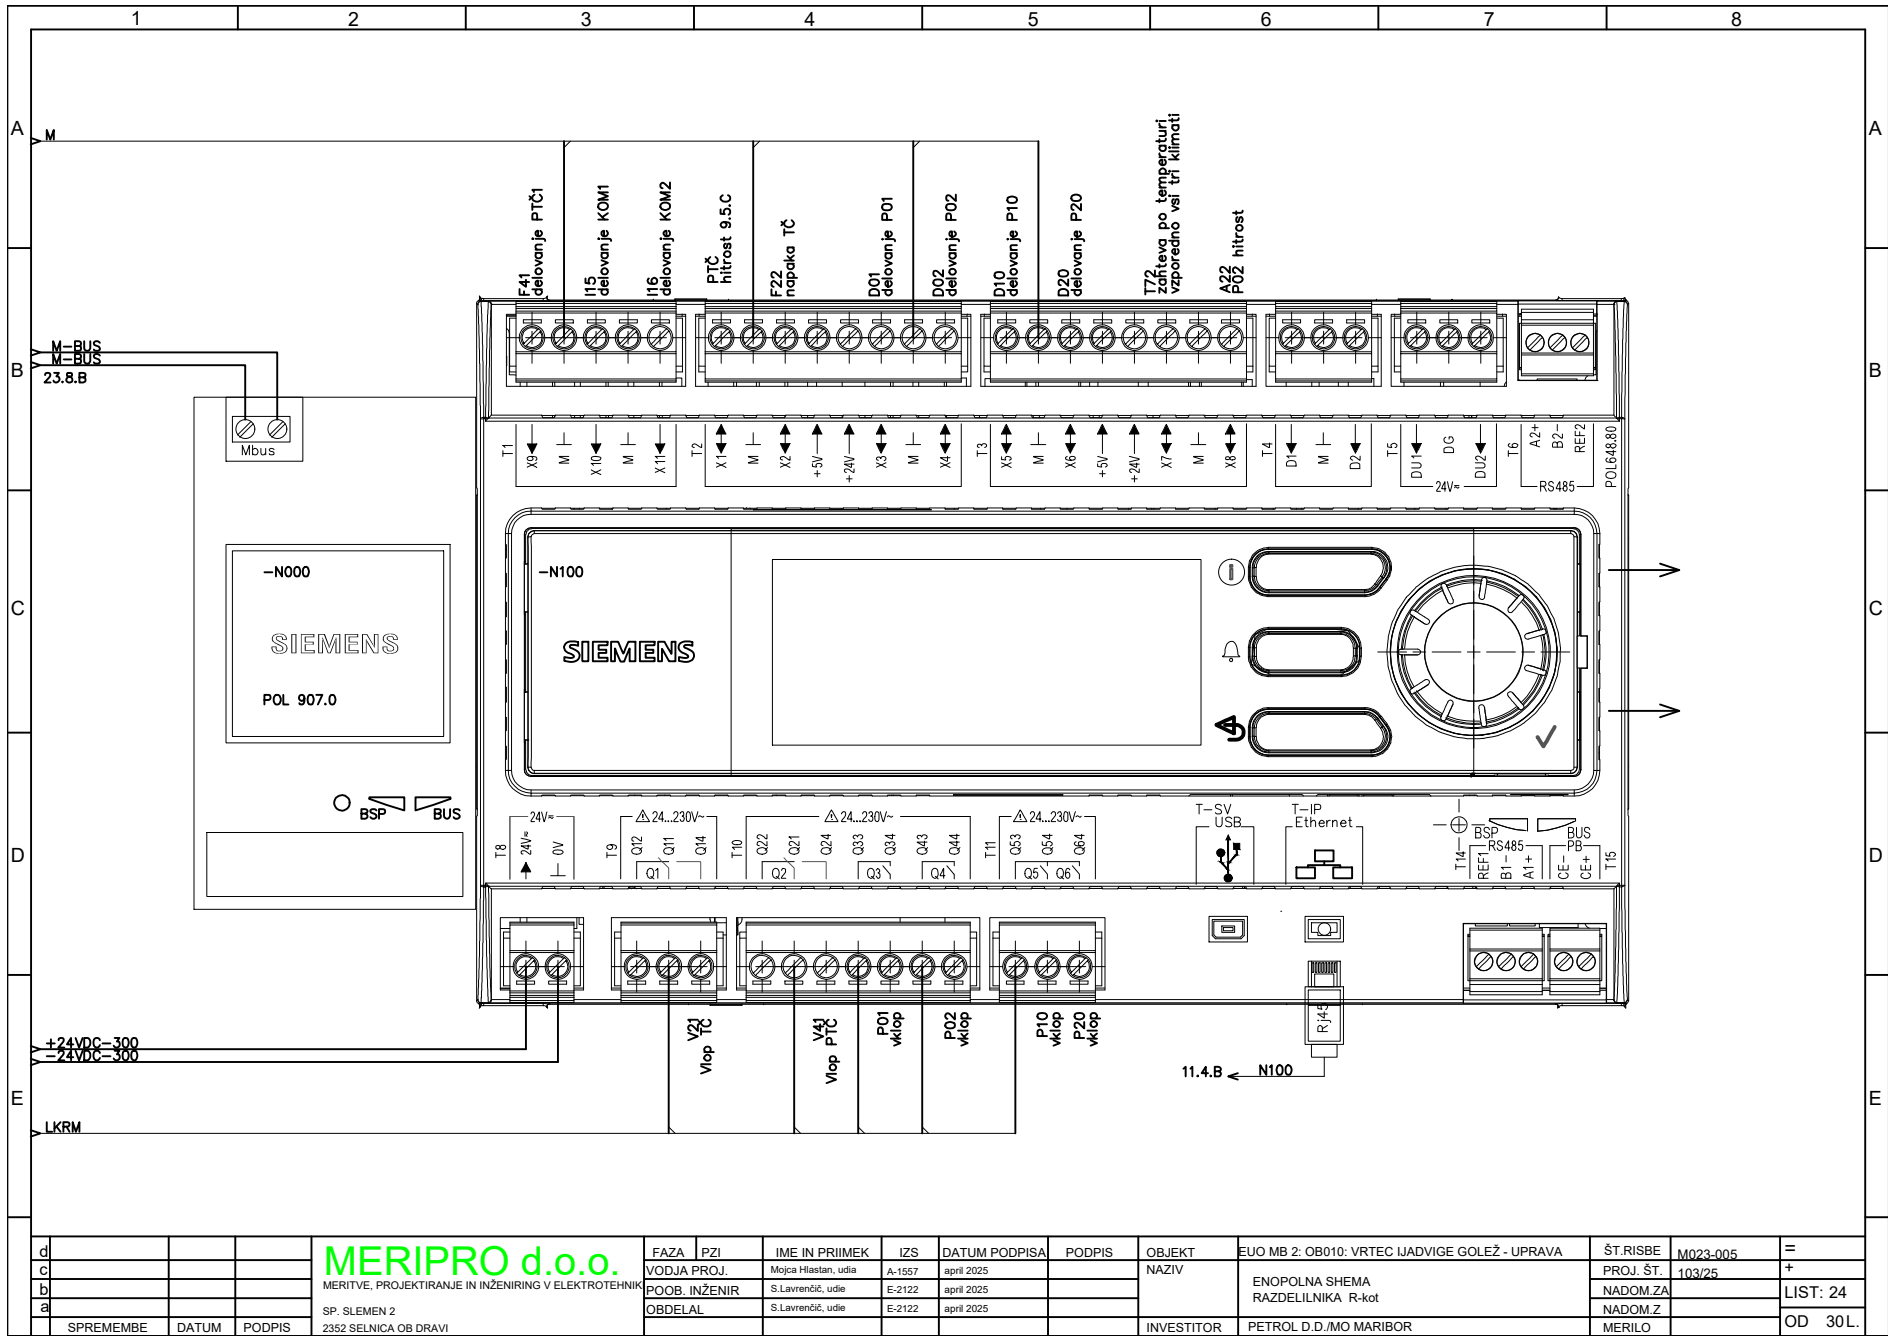 1 2 3 4 5 6 7 8
A A
M
F41
delovanje PTČ1
I15
delovanje KOM1
I16
delovanje KOM2
PTČ
hitrost 9.5.C
F22
napaka TČ
D01
delovanje P01
D02
delovanje P02
D10
delovanje P10
D20
delovanje P20
T72
zahteva po temperaturi
vzporedno vsi tri klimati
A22
P02 hitrost
B B
M-BUS
M-BUS
23.8.B
Mbus
T1 X9 M X10 M X11
T2 X1 M X2 +5V +24V X3 M X4
T3 X5 M X6 +5V +24V X7 M X8
T4 D1 M D2
T5 DU1 DG DU2
24V≂
T6 A2+ B2- REF2
RS485
POL648.80
C C
-N000
SIEMENS
POL 907.0
BSP BUS
-N100
SIEMENS
D D
T8 24V≂ 24V≂ 0V
T9 24...230V~ Q12 Q11 Q14 Q1
T10 24...230V~ Q22 Q21 Q24 Q33 Q34 Q43 Q44 Q2 Q3 Q4
T11 24...230V~ Q53 Q54 Q64 Q5 Q6
T-SV
USB
T-IP
Ethernet
BSP BUS
RS485 PB
T14 REF1 B1- A1+ CE- CE+ T15
V21
Vlop TČ
V41
Vlop PTČ
P01
vklop
P02
vklop
P10
vklop
P20
vklop
Rj45
11.4.B N100
+24VDC-300
-24VDC-300
E E
LKRM
d
c
b
a
SPREMEMBE DATUM PODPIS
MERIPRO d.o.o.
MERITVE, PROJEKTIRANJE IN INŽENIRING V ELEKTROTEHNIK
SP. SLEMEN 2
2352 SELNICA OB DRAVI
FAZA PZI IME IN PRIIMEK IZS DATUM PODPISA PODPIS
VODJA PROJ. Mojca Hlastan, udia A-1557 april 2025
POOB. INŽENIR S.Lavrenčič, udie E-2122 april 2025
OBDELAL S.Lavrenčič, udie E-2122 april 2025
OBJEKT EUO MB 2: OB010: VRTEC IJADVIGE GOLEŽ - UPRAVA
NAZIV
ENOPOLNA SHEMA
RAZDELILNIKA R-kot
INVESTITOR PETROL D.D./MO MARIBOR
ŠT.RISBE M023-005
PROJ. ŠT. 103/25
NADOM.ZA
NADOM.Z
MERILO
=
+
LIST: 24
OD 30 L.